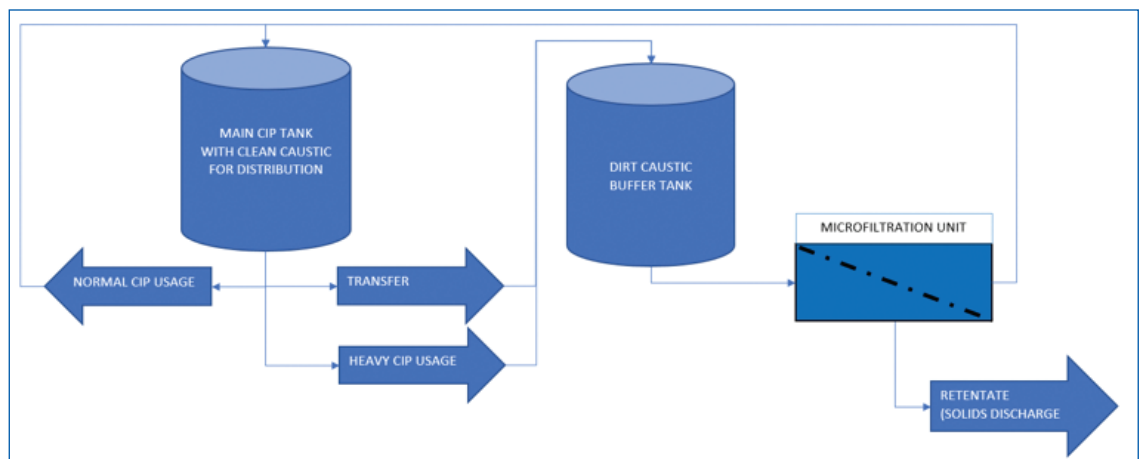 MAIN CIP TANK
WITH CLEAN CAUSTIC
FOR DISTRIBUTION
DIRT CAUSTIC
BUFFER TANK
MICROFILTRATION UNIT
NORMAL CIP USAGE
TRANSFER
HEAVY CIP USAGE
RETENTATE
(SOLIDS DISCHARGE